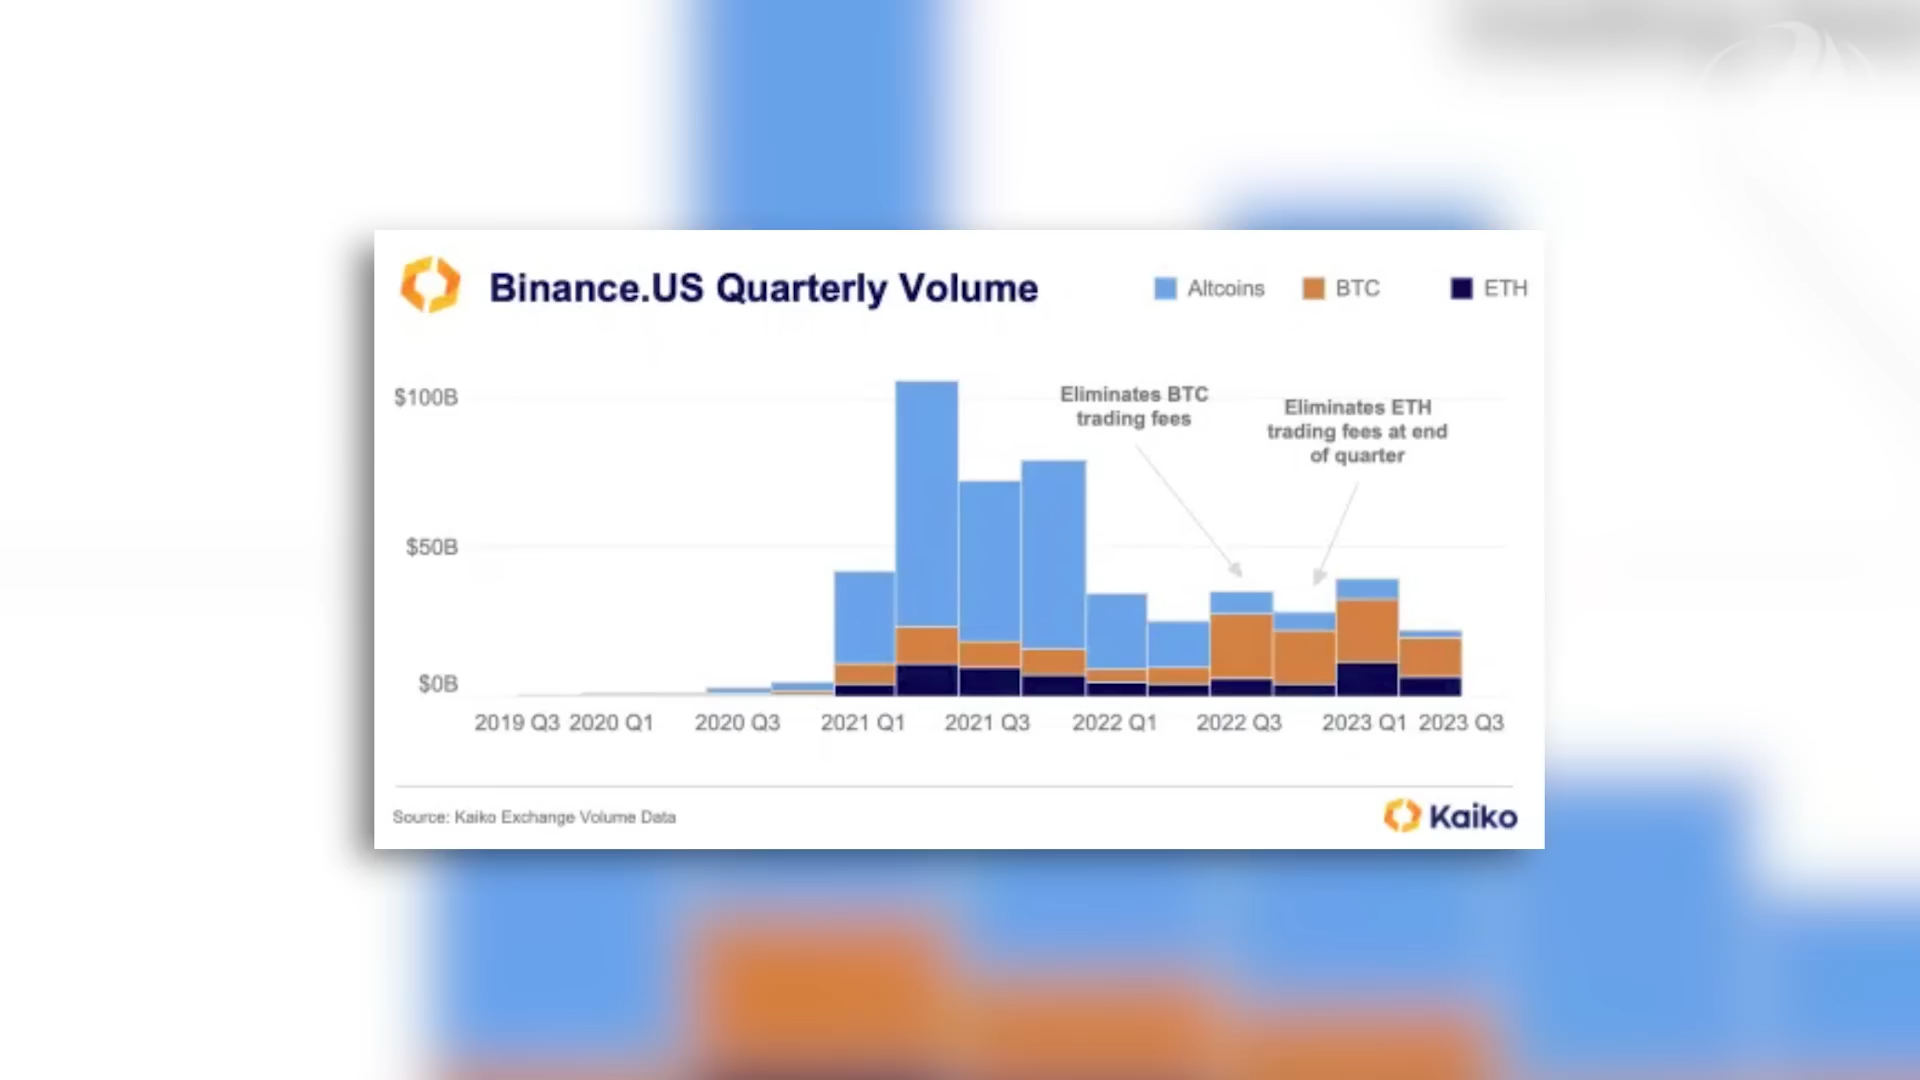 Binance.US Quarterly Volume
Altcoins
BTC
ETH
$100B
$50B
$0B
Eliminates BTC
trading fees
Eliminates ETH
trading fees at end
of quarter
2019 Q3 2020 Q1 2020 Q3 2021 Q1 2021 Q3 2022 Q1 2022 Q3 2023 Q1 2023 Q3
Source: Kaiko Exchange Volume Data
Kaiko